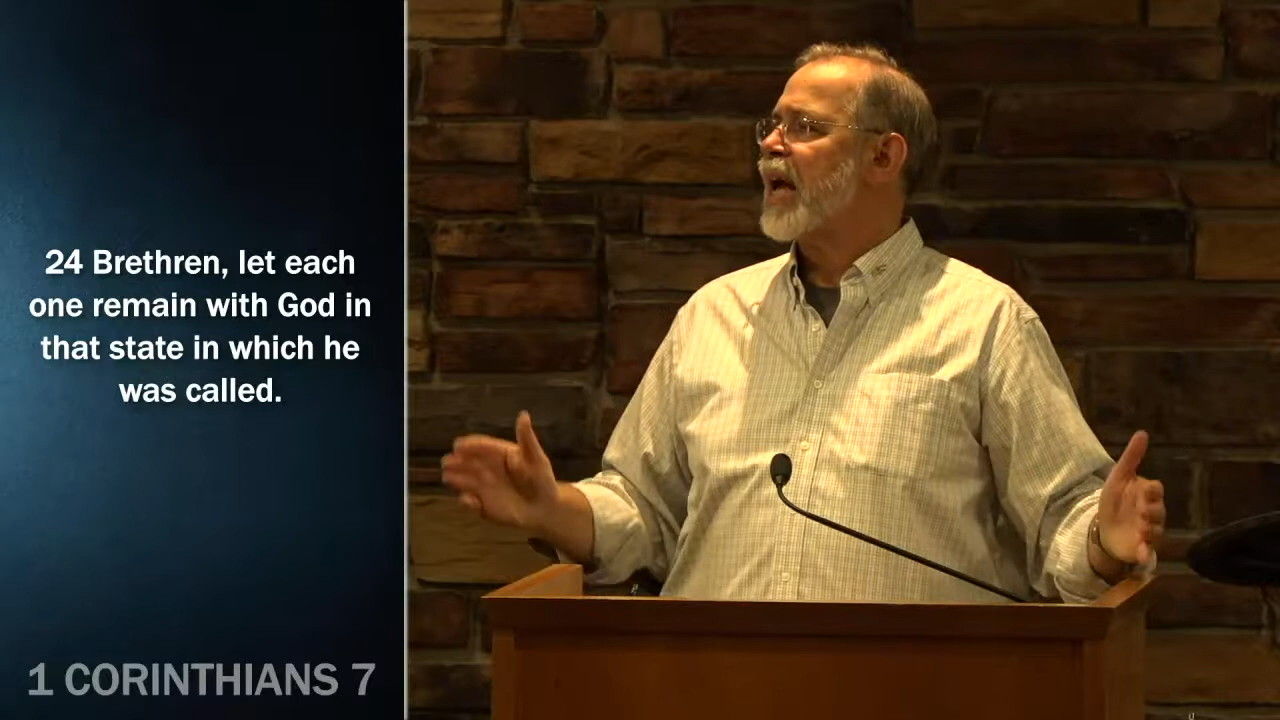 24 Brethren, let each
one remain with God in
that state in which he
was called.
1 CORINTHIANS 7